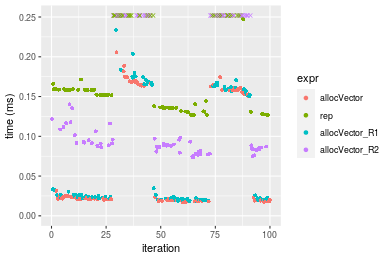 0.25
0.20
0.15
0.10
0.05
0.00
time (ms)
0
25
50
75
100
iteration
expr
allocVector
rep
allocVector_R1
allocVector_R2